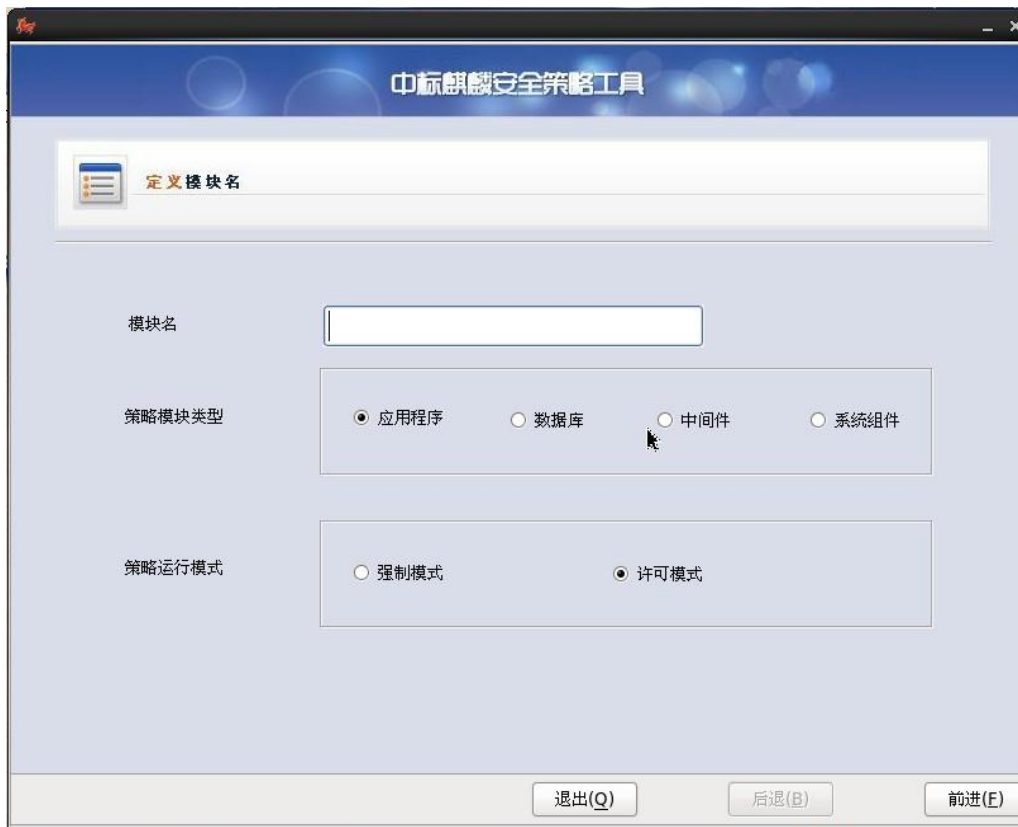 中标麒麟安全策略工具
定义模块名
模块名
策略模块类型
应用程序 数据库 中间件 系统组件
策略运行模式
强制模式 许可模式
退出(Q) 后退(B) 前进(F)